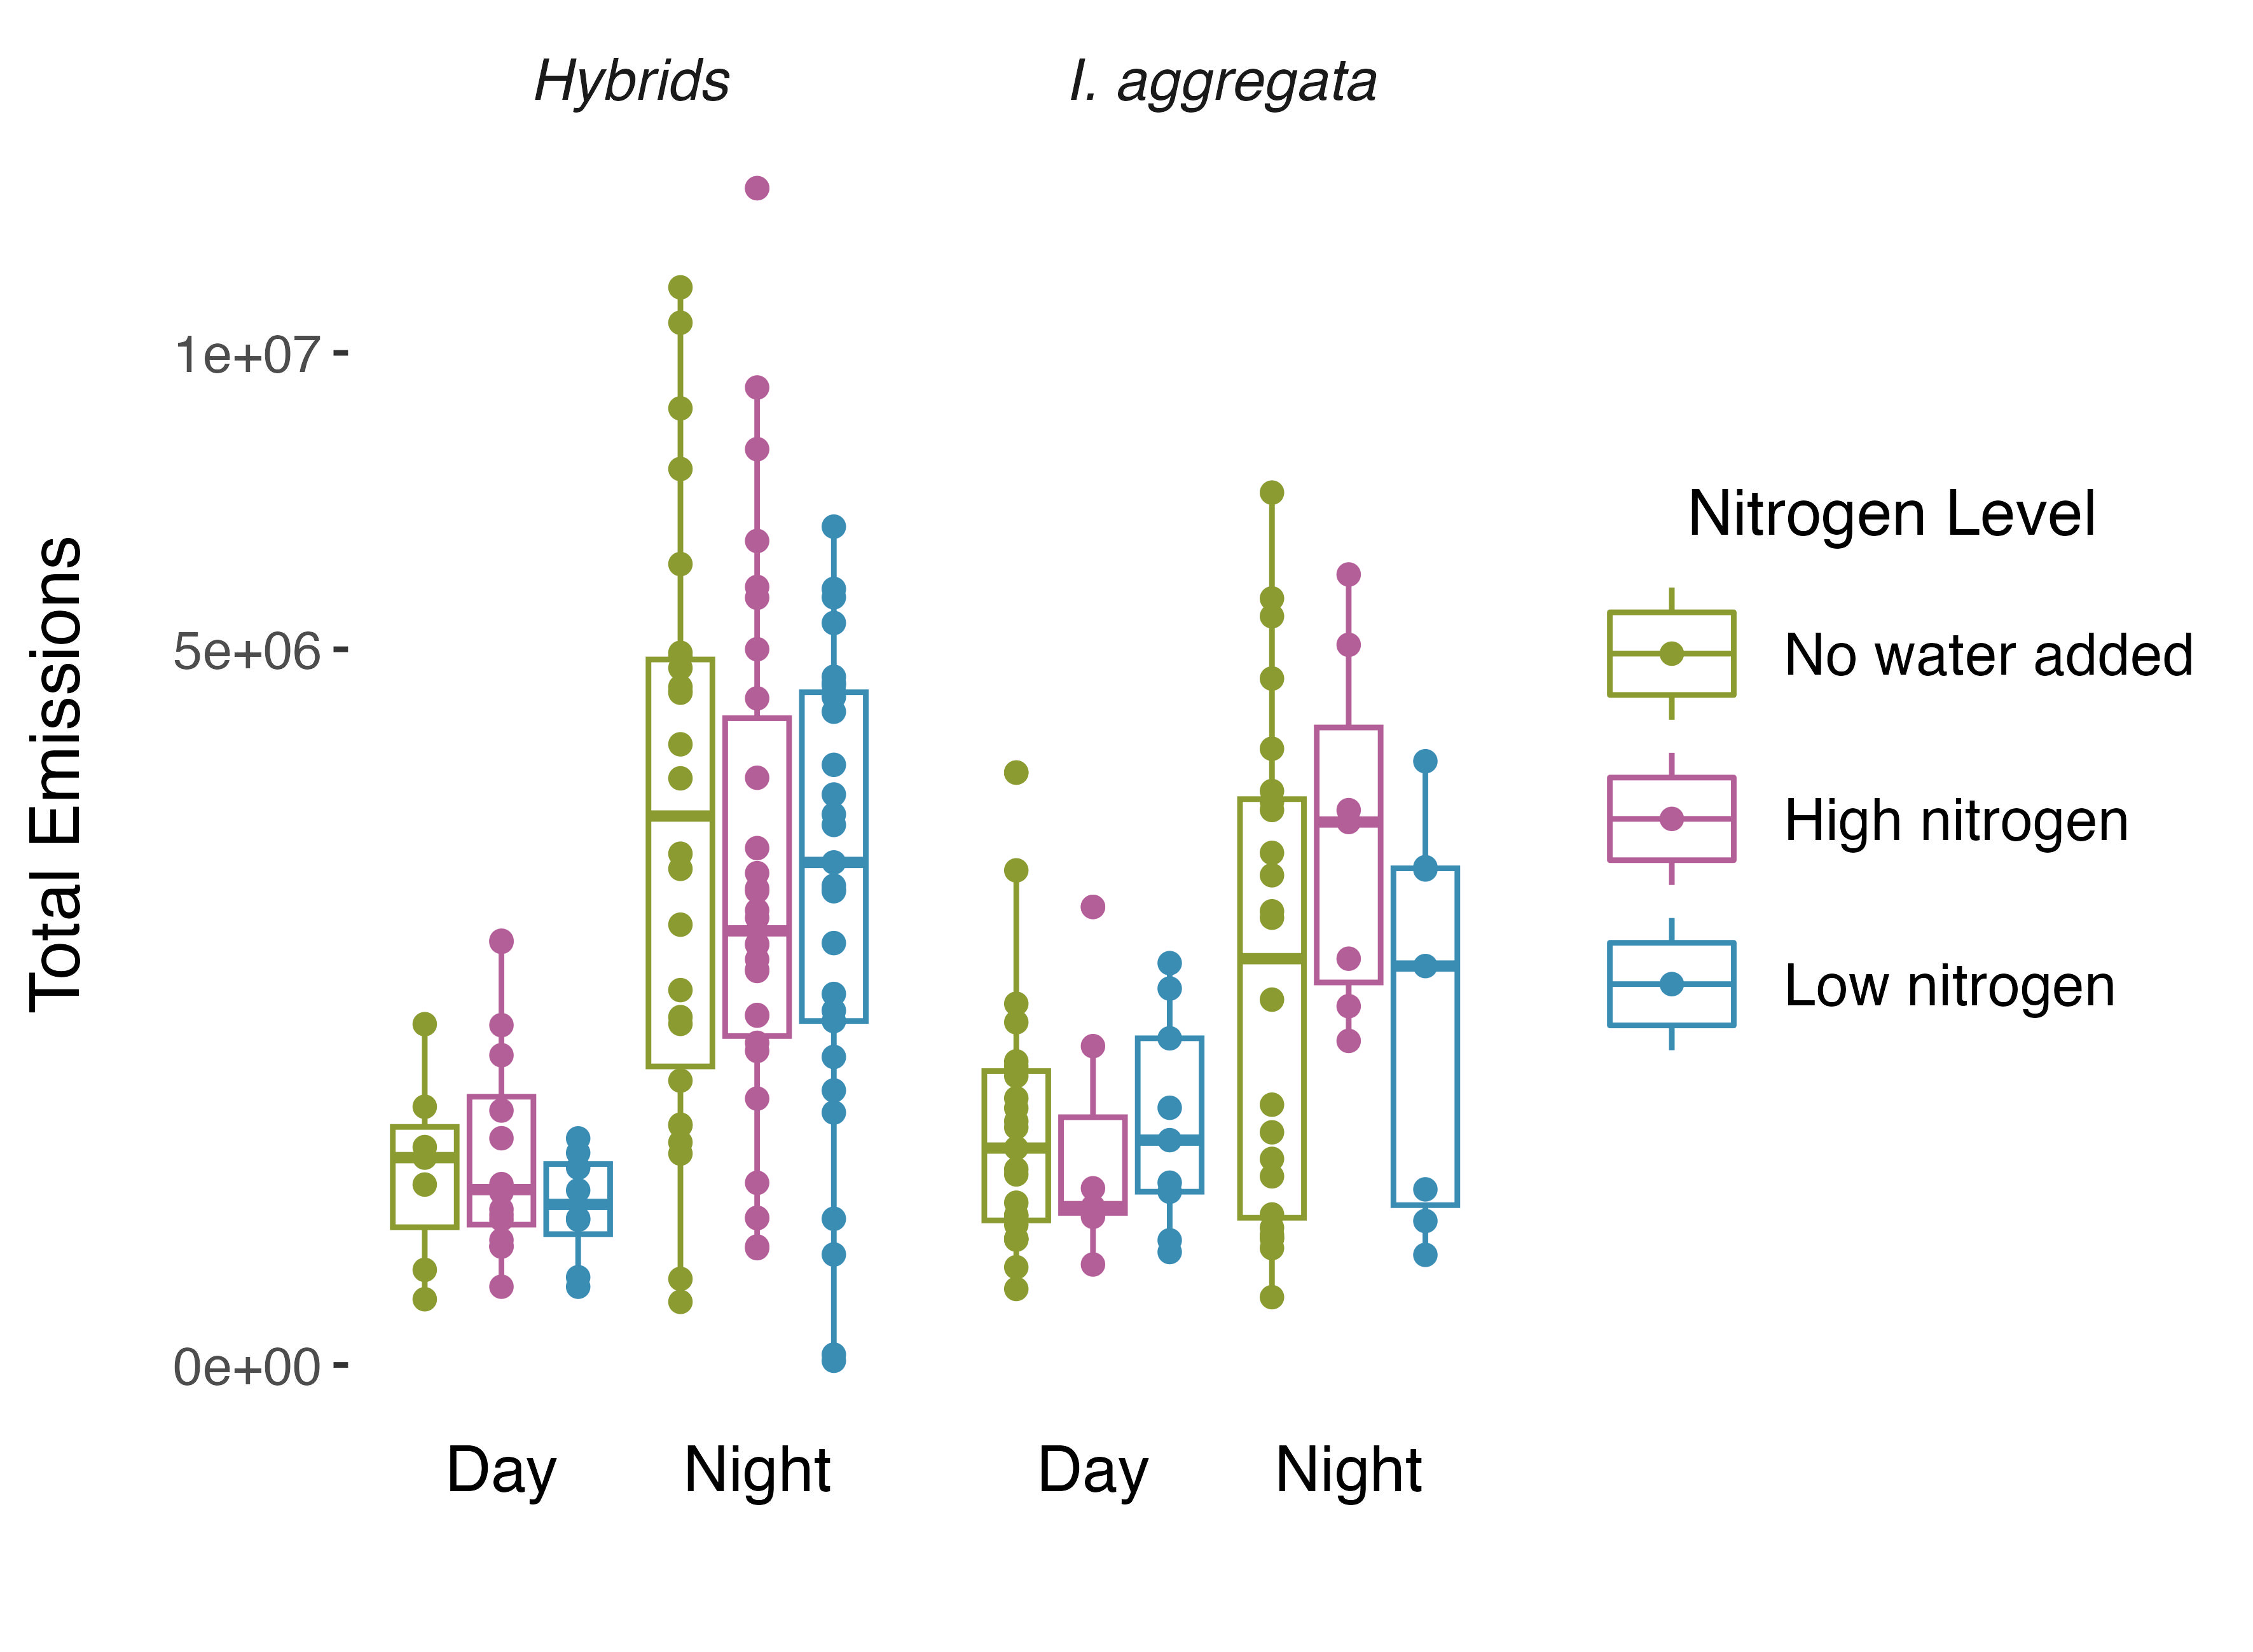 Hybrids
I. aggregata
Total Emissions
1e+07
5e+06
0e+00
Day
Night
Day
Night
Nitrogen Level
No water added
High nitrogen
Low nitrogen